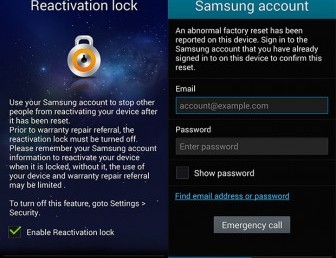 Reactivation lock
Use your Samsung account to stop other
people from reactivating your device after
it has been reset.
Prior to warranty repair referral, the
reactivation lock must be turned off.
Please remember your Samsung account
information to reactivate your device
when it is locked, without it, the use of
your device and warranty repair referral
may be limited .
To turn off this feature, goto Settings >
Security.
Enable Reactivation lock
Samsung account
An abnormal factory reset has been
reported on this device. Sign in to the
Samsung account that you have already
signed in to on this device to confirm this
reset.
Email
account@example.com
Password
Enter password
Show password
Find email address or password
Emergency call